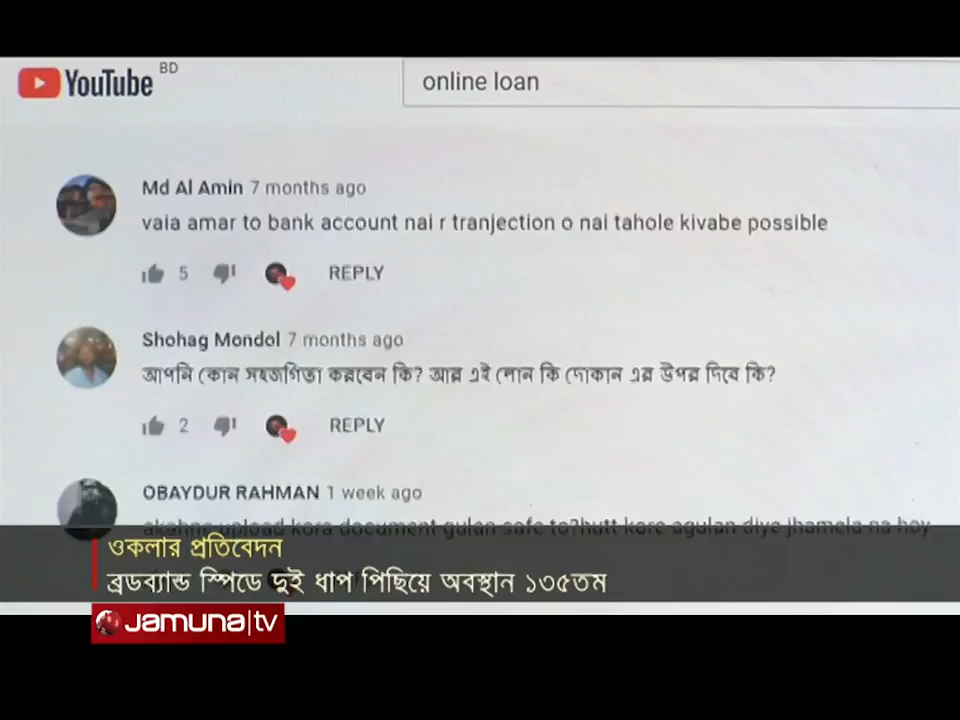 YouTube BD
online loan
Md Al Amin 7 months ago
vaia amar to bank account nai r tranjection o nai tahole kivabe possible
5 REPLY
Shohag Mondol 7 months ago
আপনি কোন সহজগিতা করবেন কি? আর এই লোন কি দোকান এর উপর দিবে কি?
2 REPLY
OBAYDUR RAHMAN 1 week ago
upload kora document gulan safe to?hutt kore agulan diye jhamela na hoy
ওকলার প্রতিবেদন
ব্রডব্যান্ড স্পিডে দুই ধাপ পিছিয়ে অবস্থান ১৩৫তম
Jamuna|tv